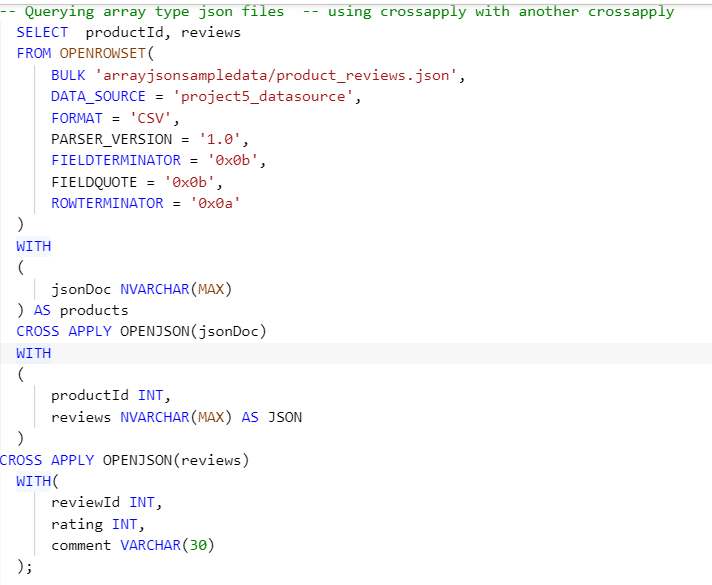 -- Querying array type json files  -- using crossapply with another crossapply
SELECT  productId, reviews
FROM OPENROWSET(
BULK 'arrayjsonsampledata/product_reviews.json',
DATA_SOURCE = 'project5_datasource',
FORMAT = 'CSV',
PARSER_VERSION = '1.0',
FIELDTERMINATOR = '0x0b',
FIELDQUOTE = '0x0b',
ROWTERMINATOR = '0x0a'
)
WITH
(
jsonDoc NVARCHAR(MAX)
) AS products
CROSS APPLY OPENJSON(jsonDoc)
WITH
(
productId INT,
reviews NVARCHAR(MAX) AS JSON
)
CROSS APPLY OPENJSON(reviews)
WITH(
reviewId INT,
rating INT,
comment VARCHAR(30)
);